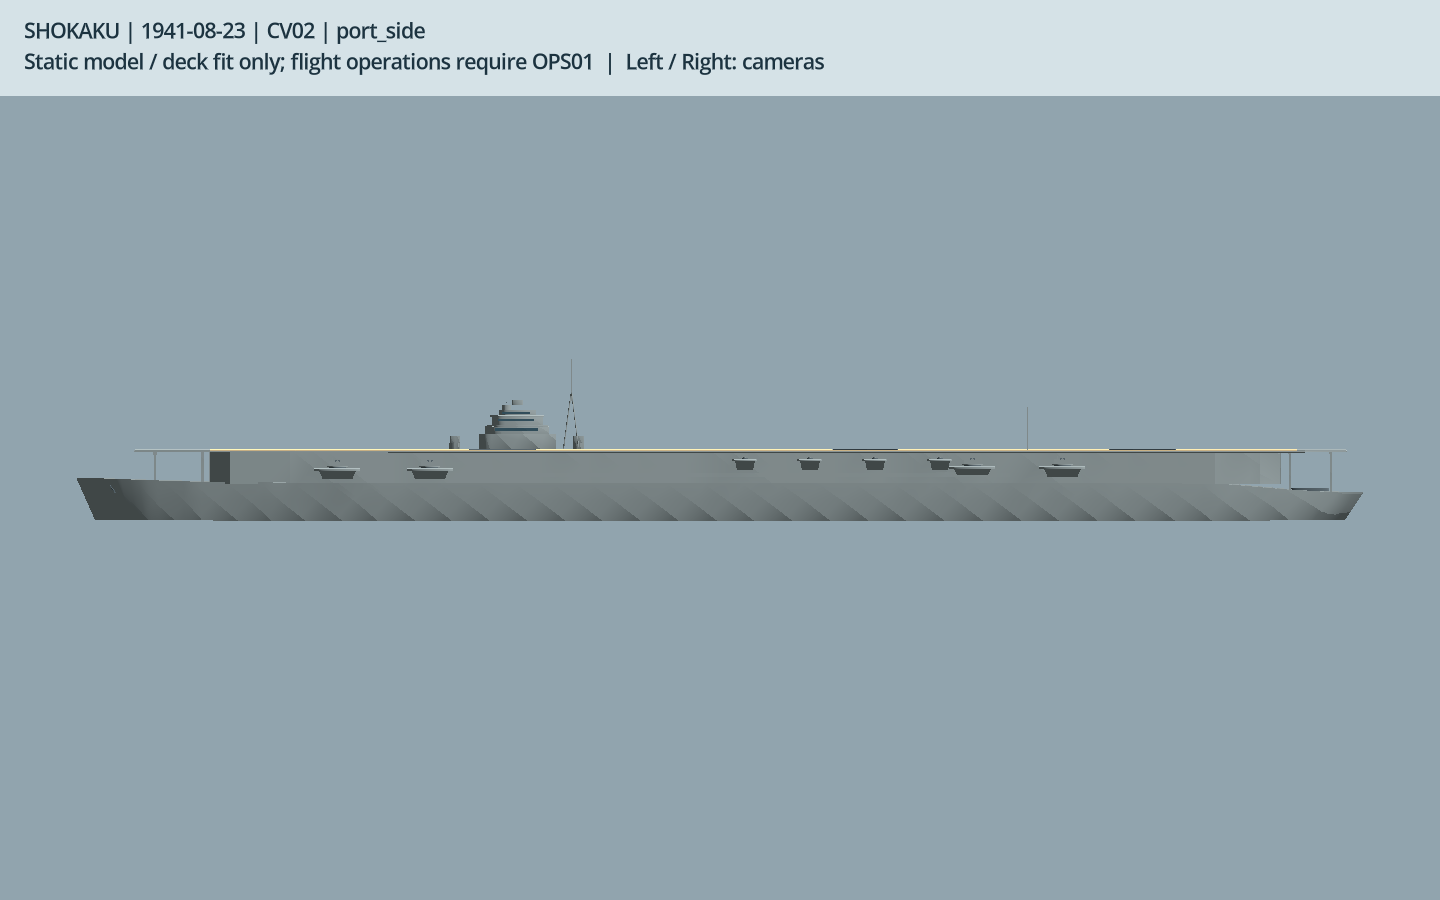 SHOKAKU | 1941-08-23 | CV02 | port_side
Static model / deck fit only; flight operations require OPS01 | Left / Right: cameras